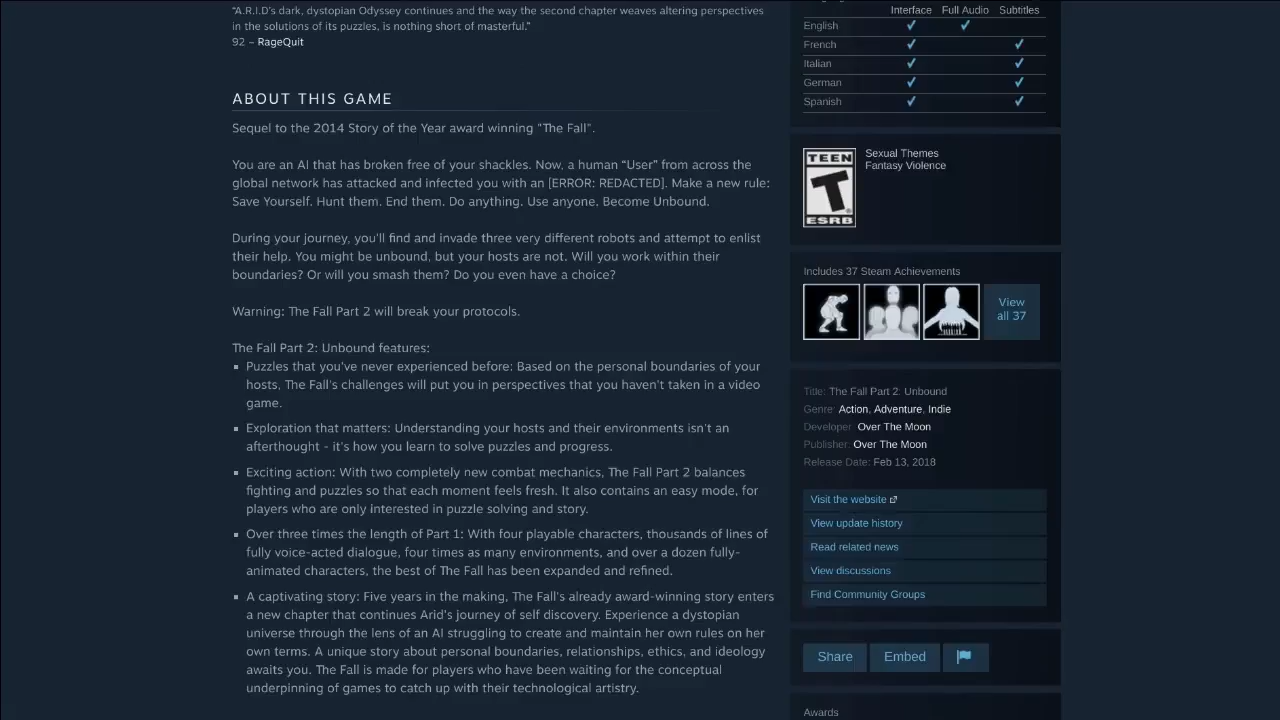 "A.R.I.D's dark, dystopian Odyssey continues and the way the second chapter weaves altering perspectives
in the solutions of its puzzles, is nothing short of masterful."
92 – RageQuit
ABOUT THIS GAME
Sequel to the 2014 Story of the Year award winning "The Fall".
You are an AI that has broken free of your shackles. Now, a human “User” from across the
global network has attacked and infected you with an [ERROR: REDACTED]. Make a new rule:
Save Yourself. Hunt them. End them. Do anything. Use anyone. Become Unbound.
During your journey, you'll find and invade three very different robots and attempt to enlist
their help. You might be unbound, but your hosts are not. Will you work within their
boundaries? Or will you smash them? Do you even have a choice?
Warning: The Fall Part 2 will break your protocols.
The Fall Part 2: Unbound features:
Puzzles that you've never experienced before: Based on the personal boundaries of your
hosts, The Fall's challenges will put you in perspectives that you haven't taken in a video
game.
Exploration that matters: Understanding your hosts and their environments isn't an
afterthought - it's how you learn to solve puzzles and progress.
Exciting action: With two completely new combat mechanics, The Fall Part 2 balances
fighting and puzzles so that each moment feels fresh. It also contains an easy mode, for
players who are only interested in puzzle solving and story.
Over three times the length of Part 1: With four playable characters, thousands of lines of
fully voice-acted dialogue, four times as many environments, and over a dozen fully-
animated characters, the best of The Fall has been expanded and refined.
A captivating story: Five years in the making, The Fall's already award-winning story enters
a new chapter that continues Arid's journey of self discovery. Experience a dystopian
universe through the lens of an AI struggling to create and maintain her own rules on her
own terms. A unique story about personal boundaries, relationships, ethics, and ideology
awaits you. The Fall is made for players who have been waiting for the conceptual
underpinning of games to catch up with their technological artistry.
Interface Full Audio Subtitles
English ✔ ✔
French ✔ ✔
Italian ✔ ✔
German ✔ ✔
Spanish ✔ ✔
TEEN
T
ESRB
Sexual Themes
Fantasy Violence
Includes 37 Steam Achievements
View
all 37
Title: The Fall Part 2: Unbound
Genre: Action, Adventure, Indie
Developer: Over The Moon
Publisher: Over The Moon
Release Date: Feb 13, 2018
Visit the website
View update history
Read related news
View discussions
Find Community Groups
Share Embed
Awards